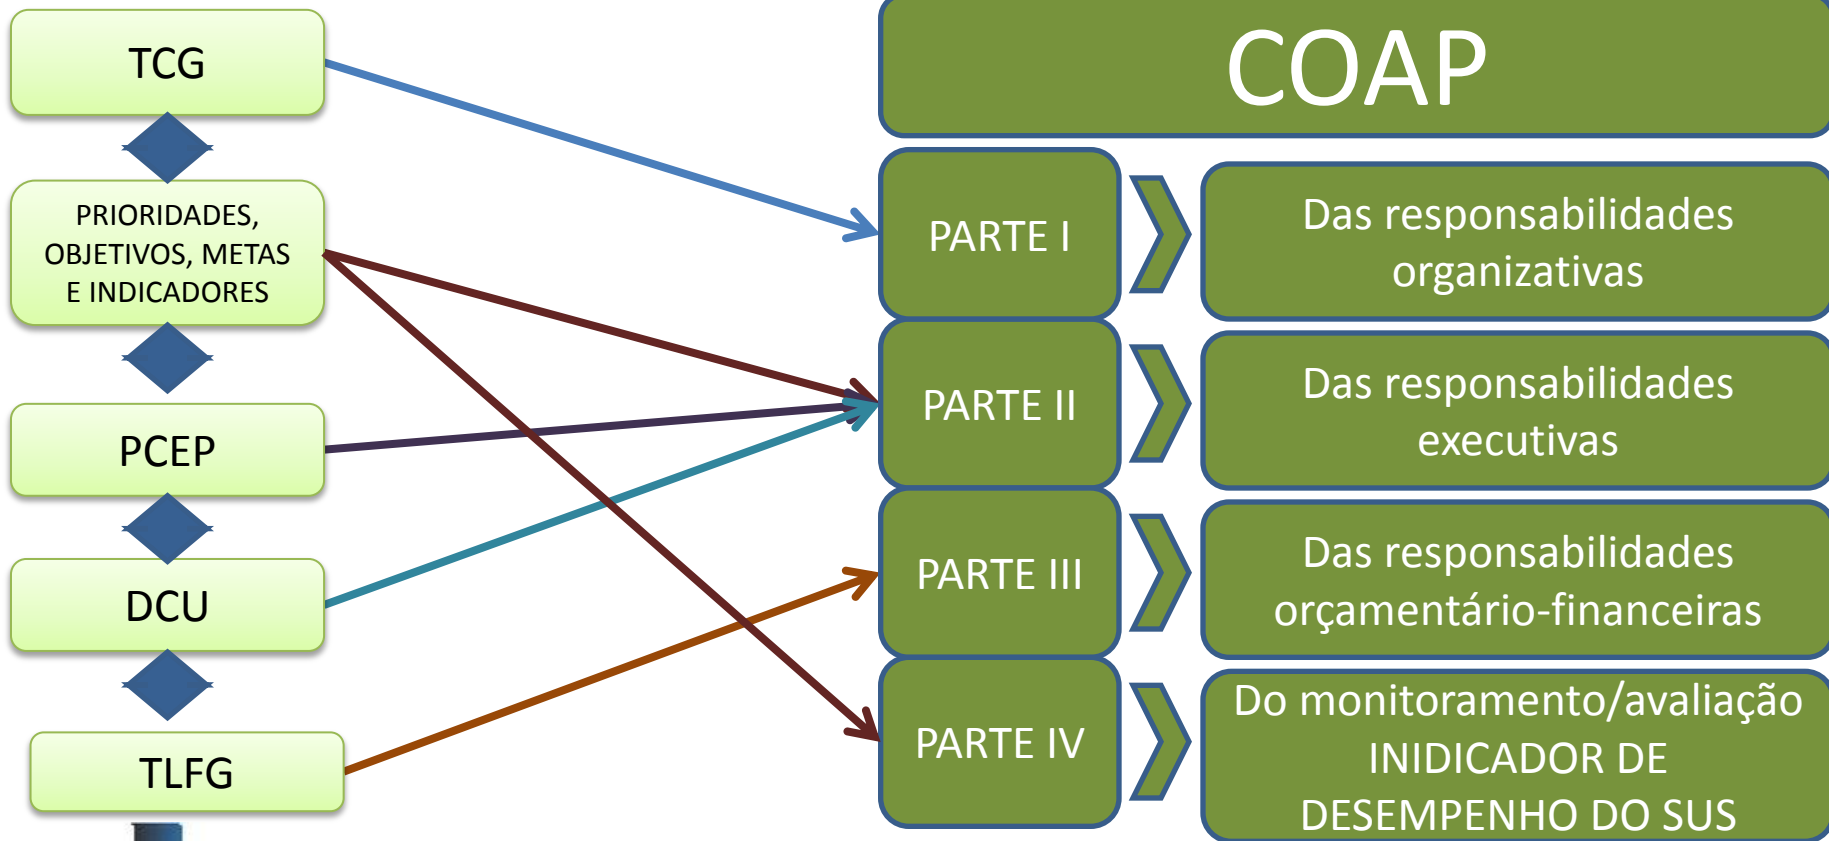 TCG
PRIORIDADES,
OBJETIVOS, METAS
E INDICADORES
PCEP
DCU
TLFG
COAP
PARTE I
Das responsabilidades
organizativas
PARTE II
Das responsabilidades
executivas
PARTE III
Das responsabilidades
orçamentário-financeiras
PARTE IV
Do monitoramento/avaliação
INIDICADOR DE
DESEMPENHO DO SUS